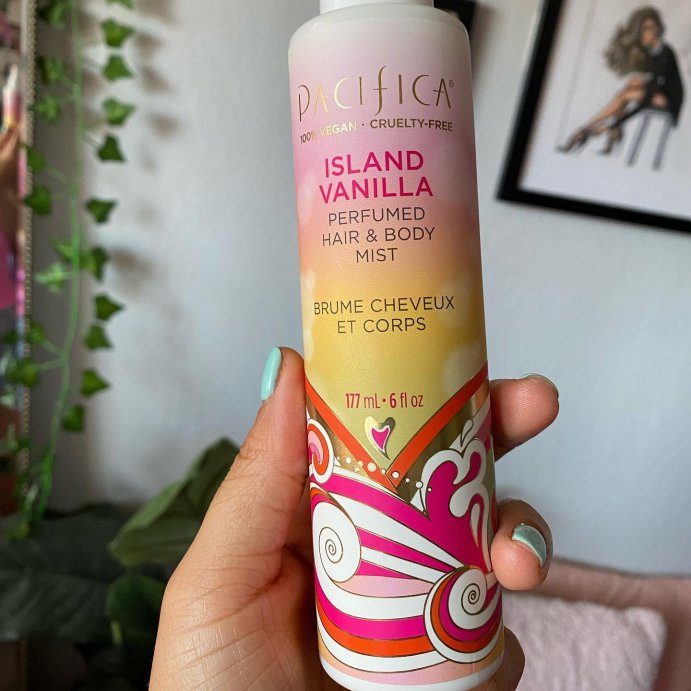 PACIFICA®
100% VEGAN · CRUELTY-FREE
ISLAND
VANILLA
PERFUMED
HAIR & BODY
MIST
BRUME CHEVEUX
ET CORPS
177 mL • 6 fl oz